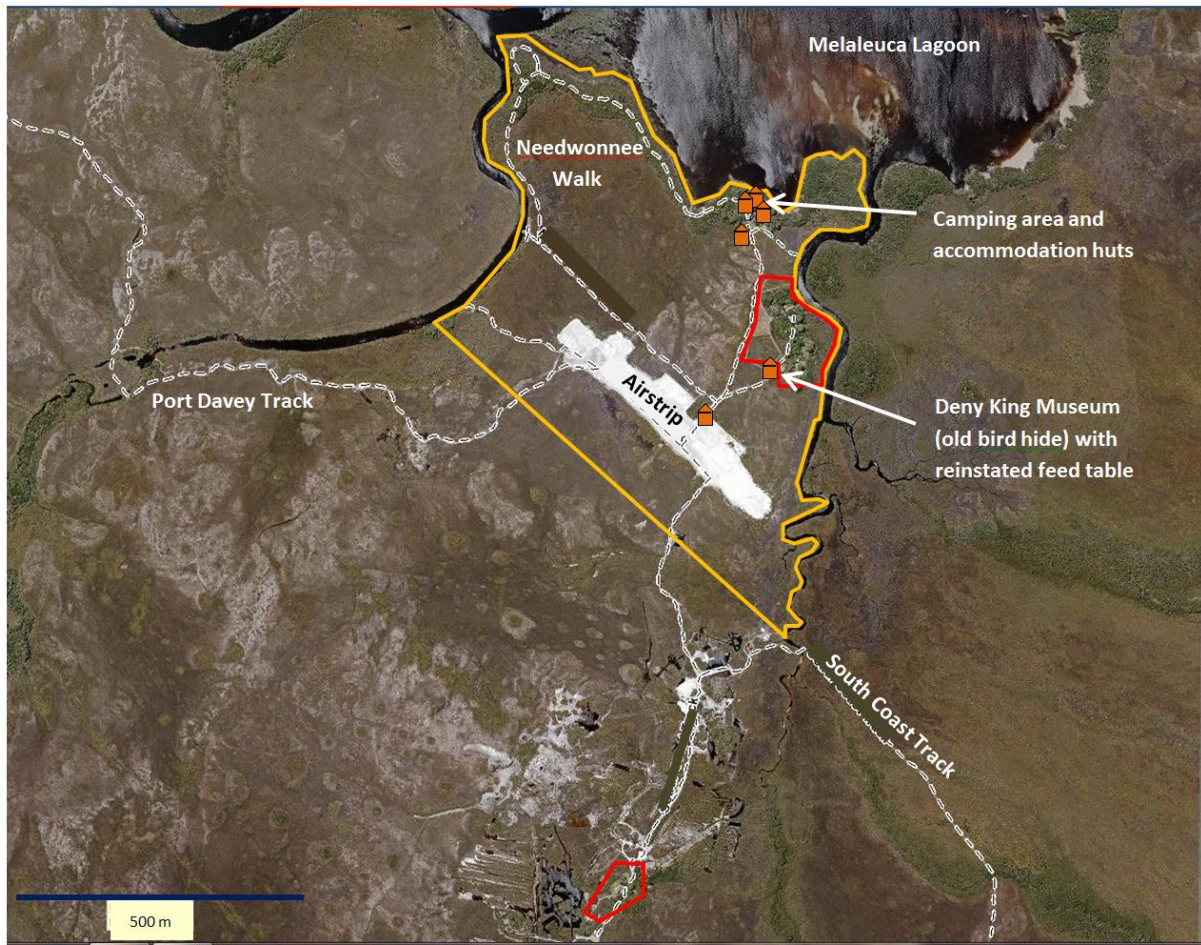 Melaleuca Lagoon
Needwonnee
Walk
Camping area and
accommodation huts
Airstrip
Port Davey Track
Deny King Museum
(old bird hide) with
reinstated feed table
South Coast Track
500 m